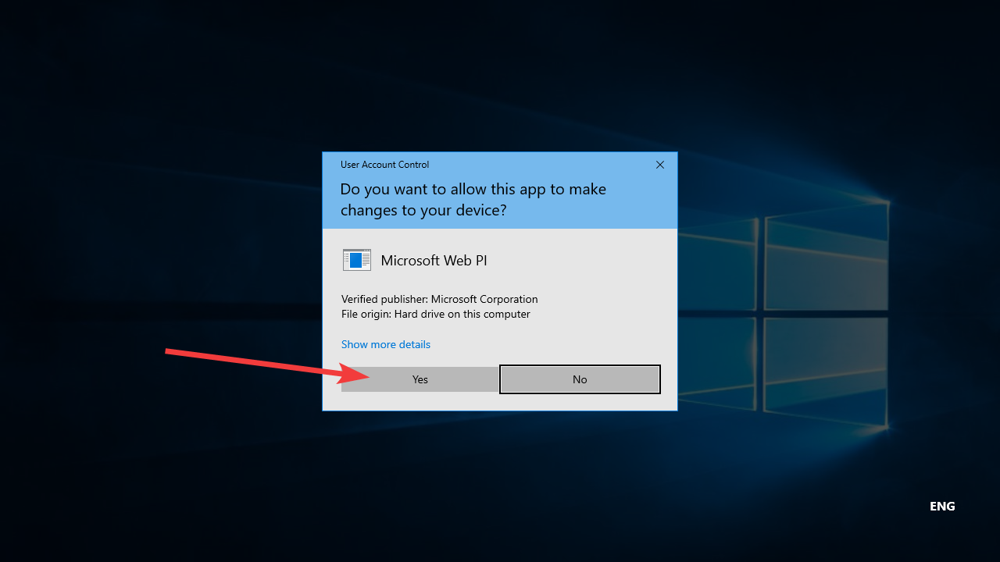 User Account Control
Do you want to allow this app to make
changes to your device?
Microsoft Web PI
Verified publisher: Microsoft Corporation
File origin: Hard drive on this computer
Show more details
Yes
No
ENG